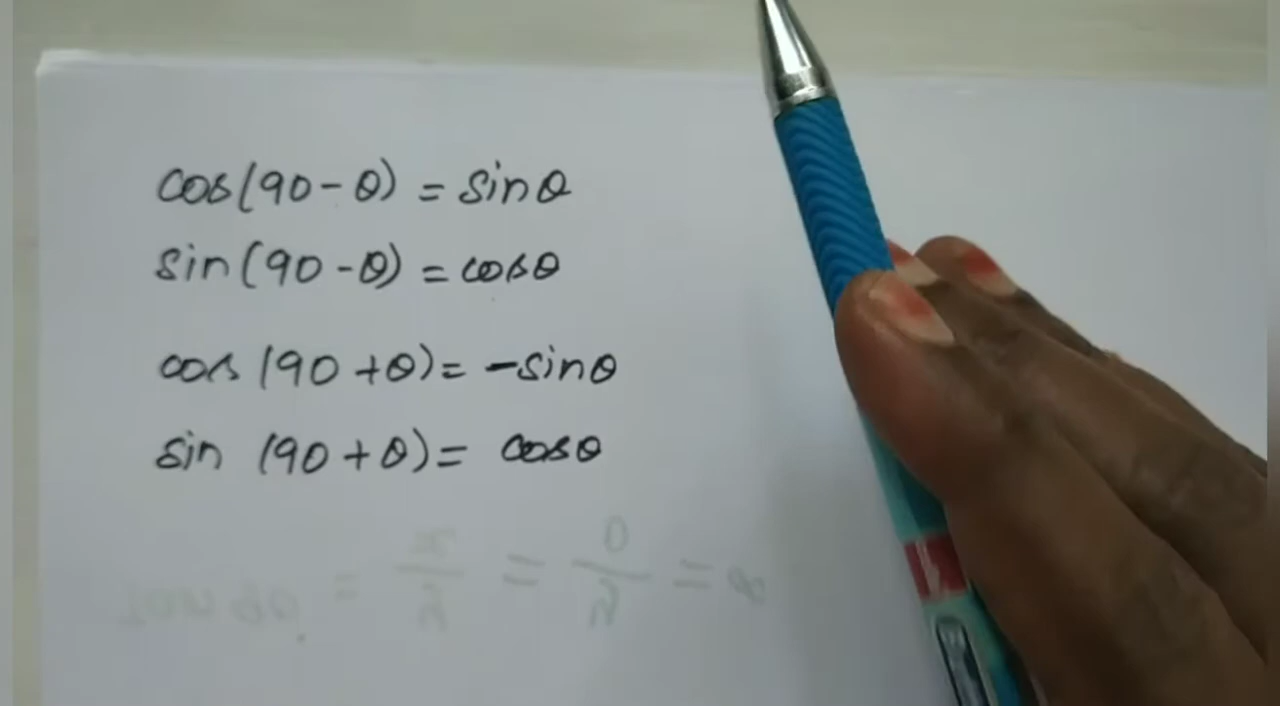 cos(90-θ) = sinθ
sin(90-θ) = cosθ
cos (90+θ)= -sinθ
sin (90+θ)= cosθ